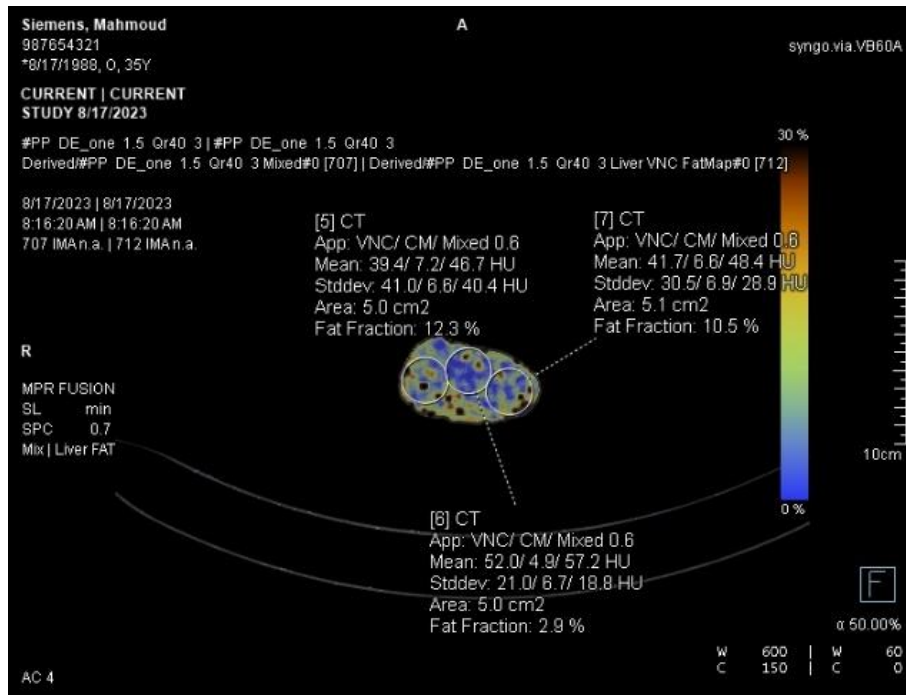 Siemens, Mahmoud
987654321
*8/17/1988, O, 35Y
A
syngo.via.VB60A
CURRENT | CURRENT
STUDY 8/17/2023
#PP DE_one 1.5 Qr40 3 | #PP DE_one 1.5 Qr40 3
Derived/#PP DE_one 1.5 Qr40 3 Mixed#0 [707] | Derived/#PP DE_one 1.5 Qr40 3 Liver VNC FatMap#0 [712]
30 %
8/17/2023 | 8/17/2023
8:16:20 AM | 8:16:20 AM
707 IMA n.a. | 712 IMA n.a.
[5] CT
App: VNC/ CM/ Mixed 0.6
Mean: 39.4/ 7.2/ 46.7 HU
Stddev: 41.0/ 6.6/ 40.4 HU
Area: 5.0 cm2
Fat Fraction: 12.3 %
[7] CT
App: VNC/ CM/ Mixed 0.6
Mean: 41.7/ 6.6/ 48.4 HU
Stddev: 30.5/ 6.9/ 28.9 HU
Area: 5.1 cm2
Fat Fraction: 10.5 %
R
MPR FUSION
SL min
SPC 0.7
Mix | Liver FAT
10cm
0 %
[6] CT
App: VNC/ CM/ Mixed 0.6
Mean: 52.0/ 4.9/ 57.2 HU
Stddev: 21.0/ 6.7/ 18.8 HU
Area: 5.0 cm2
Fat Fraction: 2.9 %
F
α 50.00%
W 600 | W 60
C 150 | C 0
AC 4